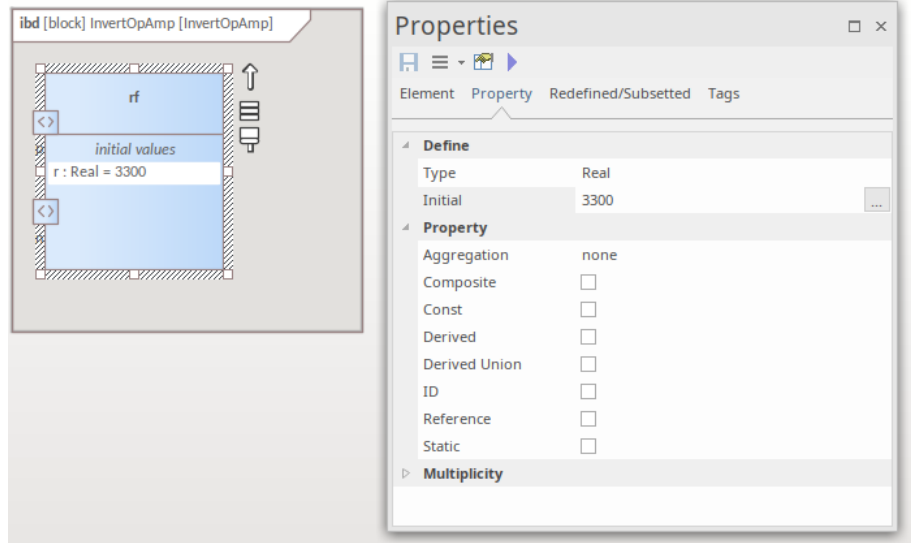 ibd [block] InvertOpAmp [InvertOpAmp]
rf
<>
p
initial values
r : Real = 3300
<>
n
Properties
Element Property Redefined/Subsetted Tags
Define
Type Real
Initial 3300 ...
Property
Aggregation none
Composite
Const
Derived
Derived Union
ID
Reference
Static
Multiplicity